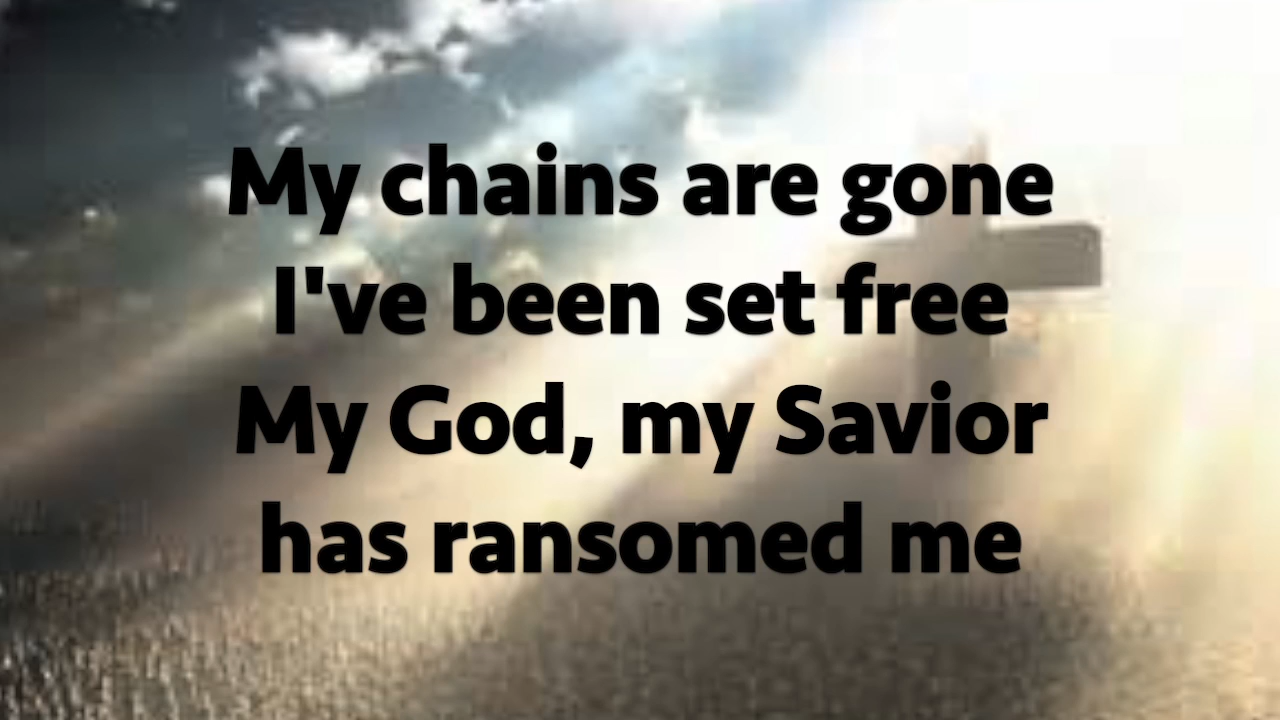 My chains are gone
I've been set free
My God, my Savior
has ransomed me